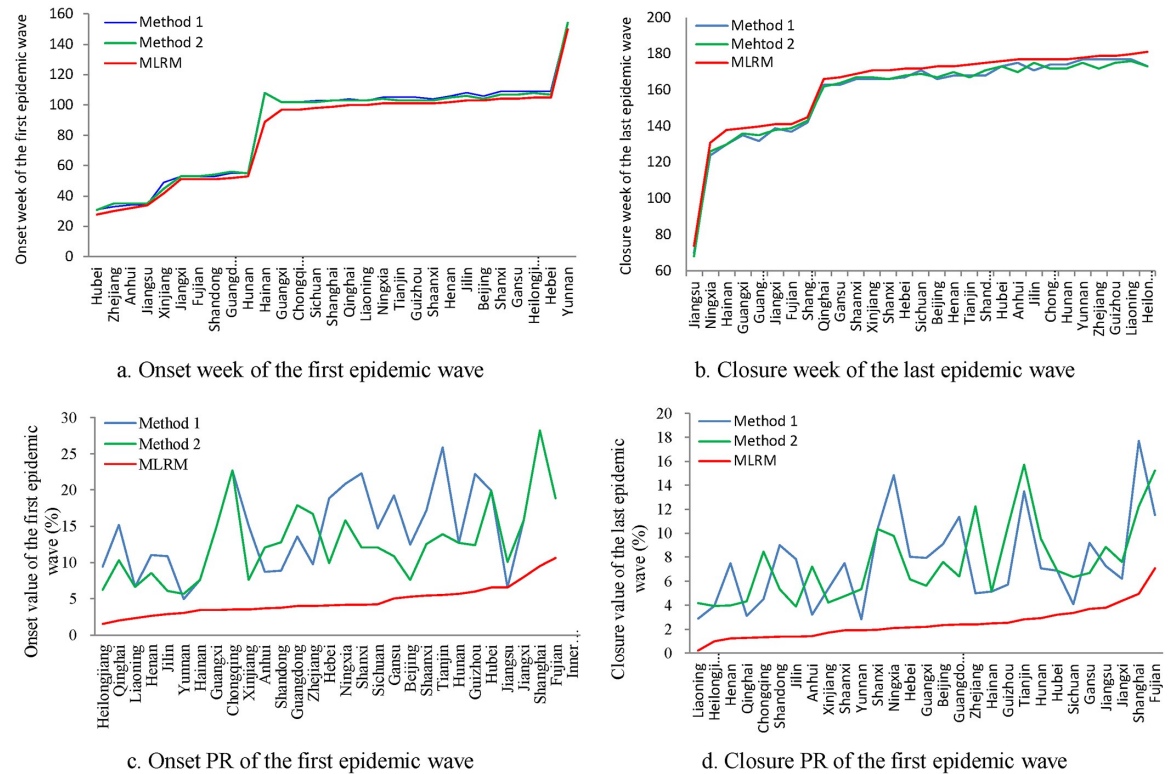 Onset week of the first epidemic wave
160
140
120
100
80
60
40
20
0
Method 1
Method 2
MLRM
Hubei
Zhejiang
Anhui
Jiangsu
Xinjiang
Jiangxi
Fujian
Shandong
Guangd…
Hunan
Hainan
Guangxi
Chongqi…
Sichuan
Shanghai
Qinghai
Liaoning
Ningxia
Tianjin
Guizhou
Shaanxi
Henan
Jilin
Beijing
Shanxi
Gansu
Heilongji…
Hebei
Yunnan
a. Onset week of the first epidemic wave
Closure week of the last epidemic wave
200
180
160
140
120
100
80
60
Method 1
Mehtod 2
MLRM
Jiangsu
Ningxia
Hainan
Guangxi
Guang…
Jiangxi
Fujian
Shang…
Qinghai
Gansu
Shaanxi
Xinjiang
Shanxi
Hebei
Sichuan
Beijing
Henan
Tianjin
Shand…
Hubei
Anhui
Jilin
Chong…
Hunan
Yunnan
Zhejiang
Guizhou
Liaoning
Heilon…
b. Closure week of the last epidemic wave
Onset value of the first epidemic
wave (%)
30
25
20
15
10
5
0
Method 1
Method 2
MLRM
Heilongjiang
Qinghai
Liaoning
Henan
Jilin
Yunnan
Hainan
Guangxi
Chongqing
Xinjiang
Anhui
Shandong
Guangdong
Zhejiang
Hebei
Ningxia
Shanxi
Sichuan
Gansu
Beijing
Shaanxi
Tianjin
Hunan
Guizhou
Hubei
Jiangsu
Jiangxi
Shanghai
Fujian
Inner…
c. Onset PR of the first epidemic wave
Closure value of the last epidemic
wave (%)
20
18
16
14
12
10
8
6
4
2
0
Method 1
Method 2
MLRM
Liaoning
Heilongji…
Henan
Qinghai
Chongqing
Shandong
Jilin
Anhui
Xinjiang
Shaanxi
Yunnan
Shanxi
Ningxia
Hebei
Guangxi
Beijing
Guangdo…
Zhejiang
Hainan
Guizhou
Tianjin
Hunan
Hubei
Sichuan
Gansu
Jiangsu
Jiangxi
Shanghai
Fujian
d. Closure PR of the first epidemic wave